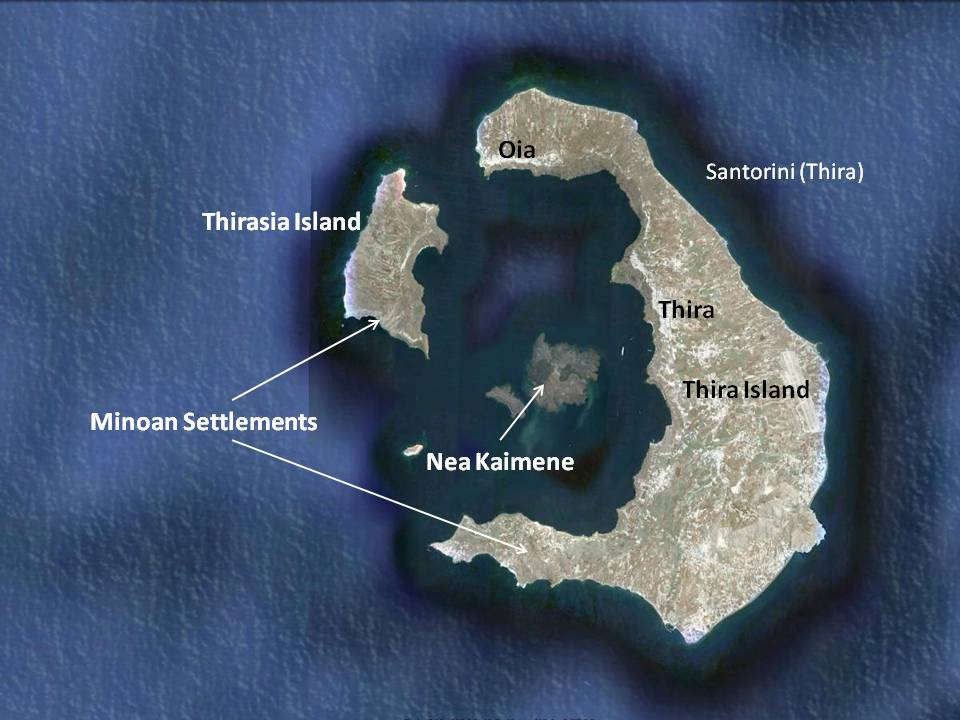 Oia
Santorini (Thira)
Thirasia Island
Thira
Thira Island
Minoan Settlements
Nea Kaimene